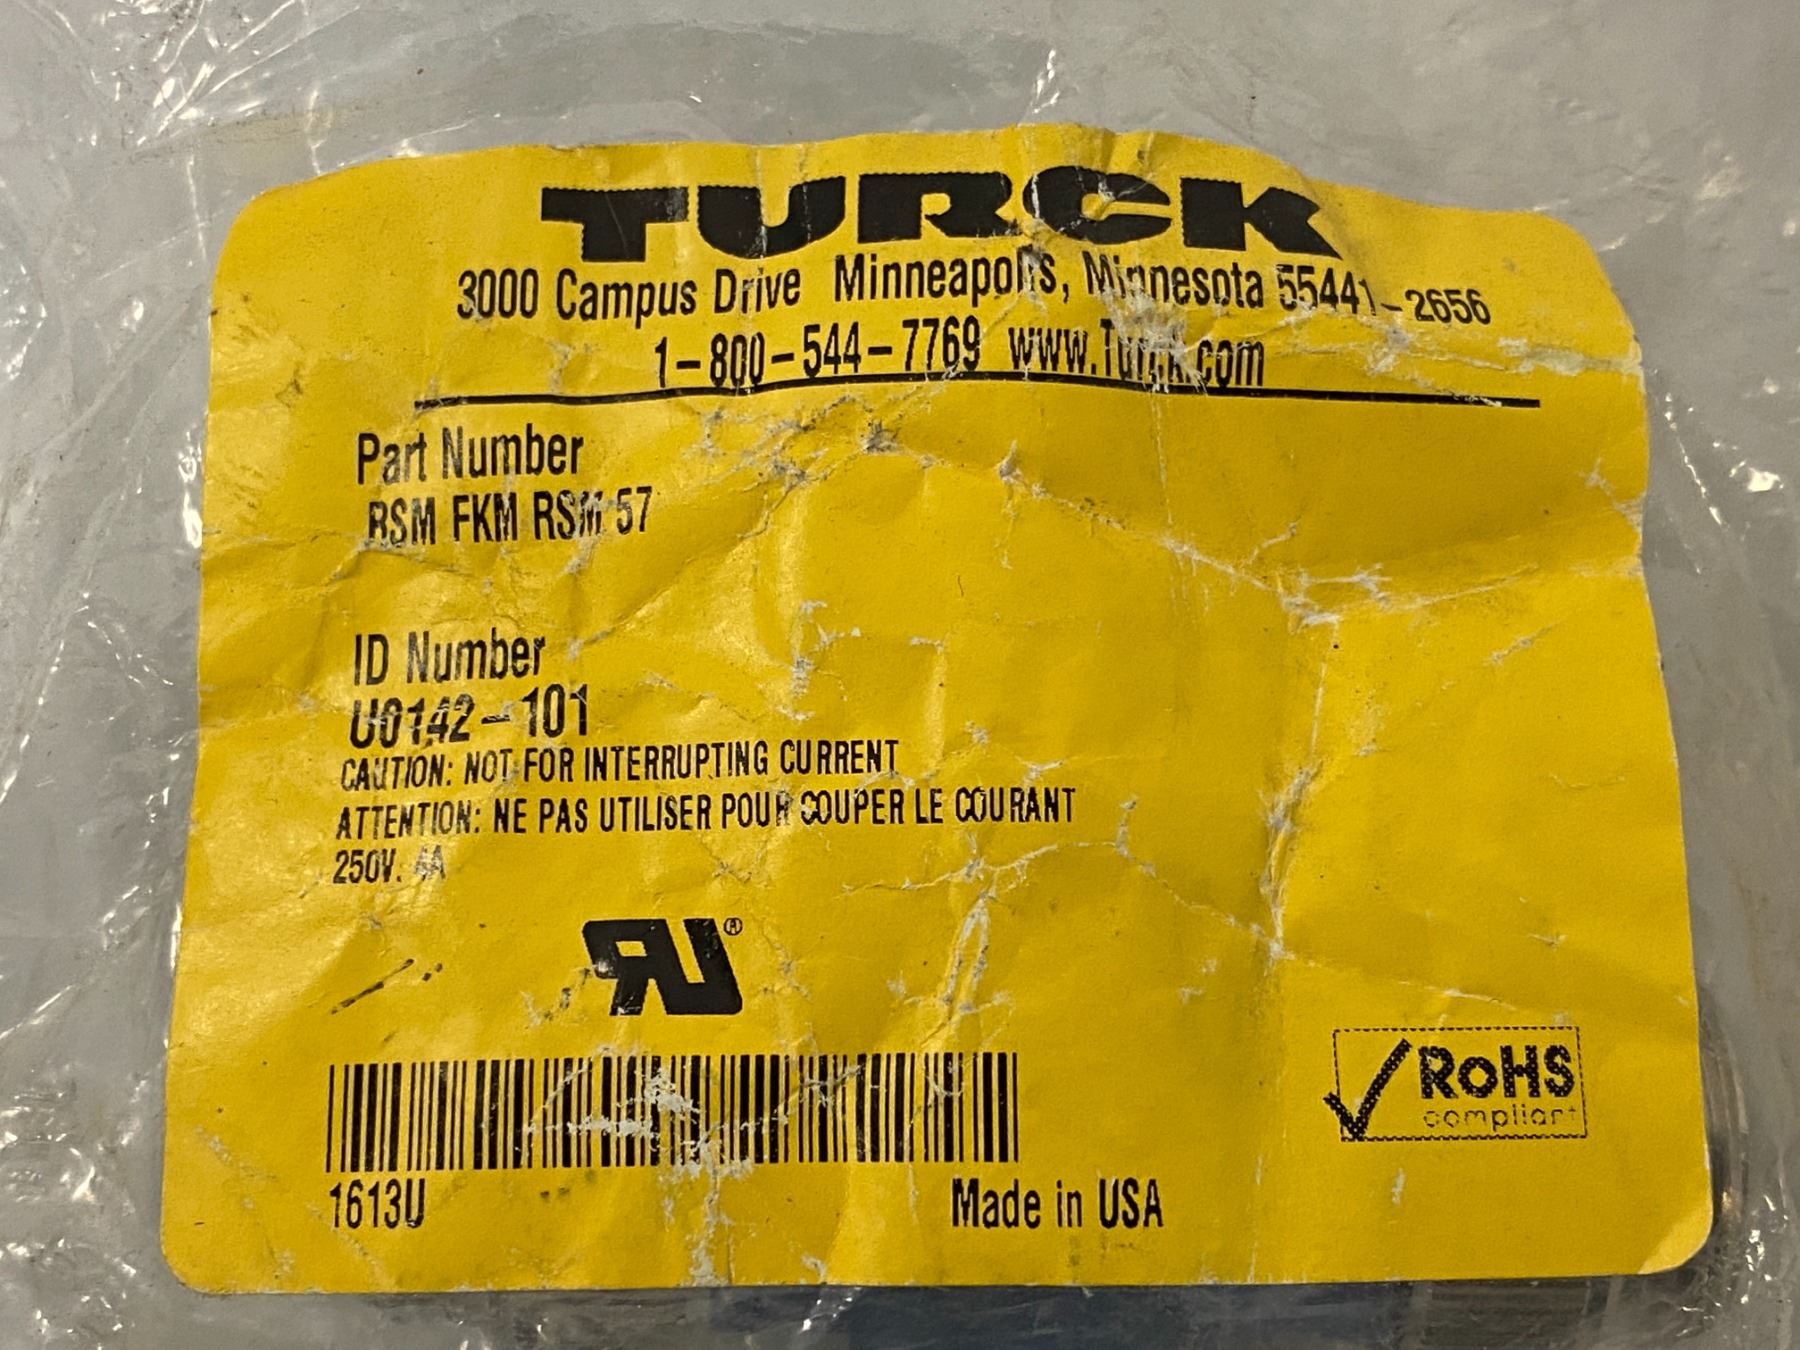 TURCK
3000 Campus Drive Minneapolis, Minnesota 55441-2656
1-800-544-7769 www.Turck.com
Part Number
RSM FKM RSM 57
ID Number
U0142-101
CAUTION: NOT FOR INTERRUPTING CURRENT
ATTENTION: NE PAS UTILISER POUR COUPER LE COURANT
250V. 4A
RU®
RoHS
compliant
1613U
Made in USA